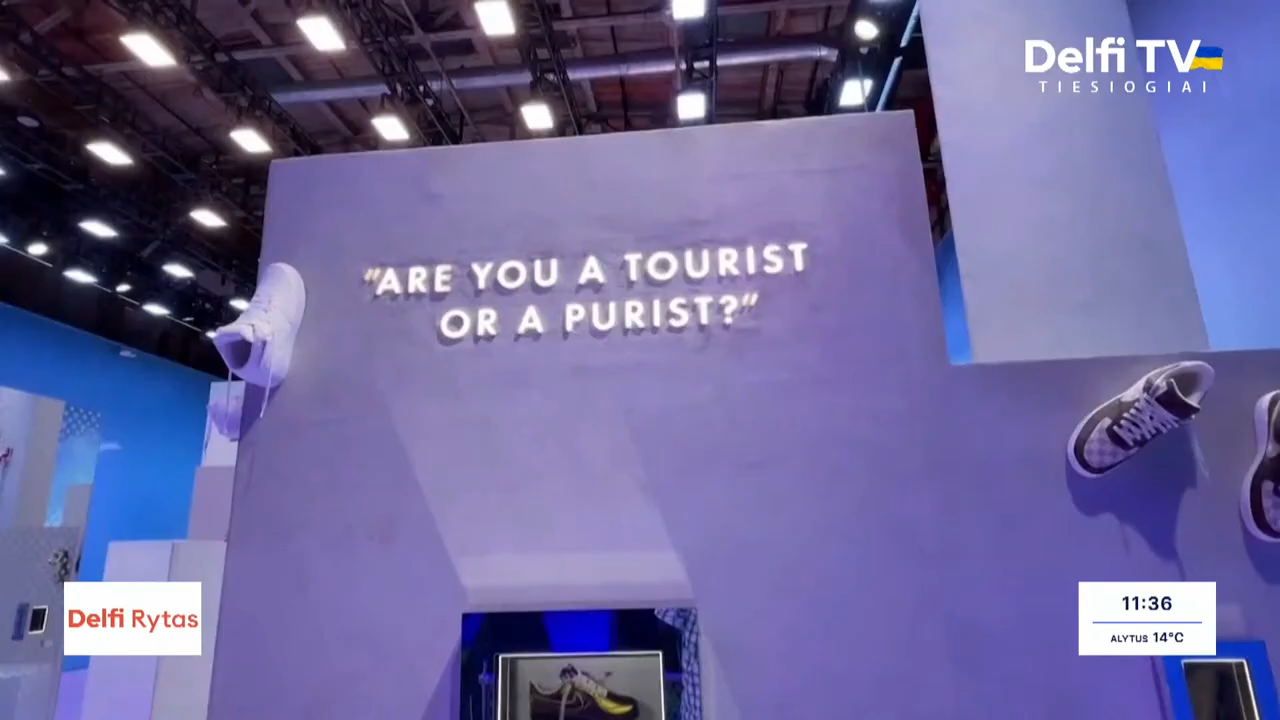 Delfi TV
TIESIOGIAI
"ARE YOU A TOURIST
OR A PURIST?"
Delfi Rytas
11:36
ALYTUS 14°C